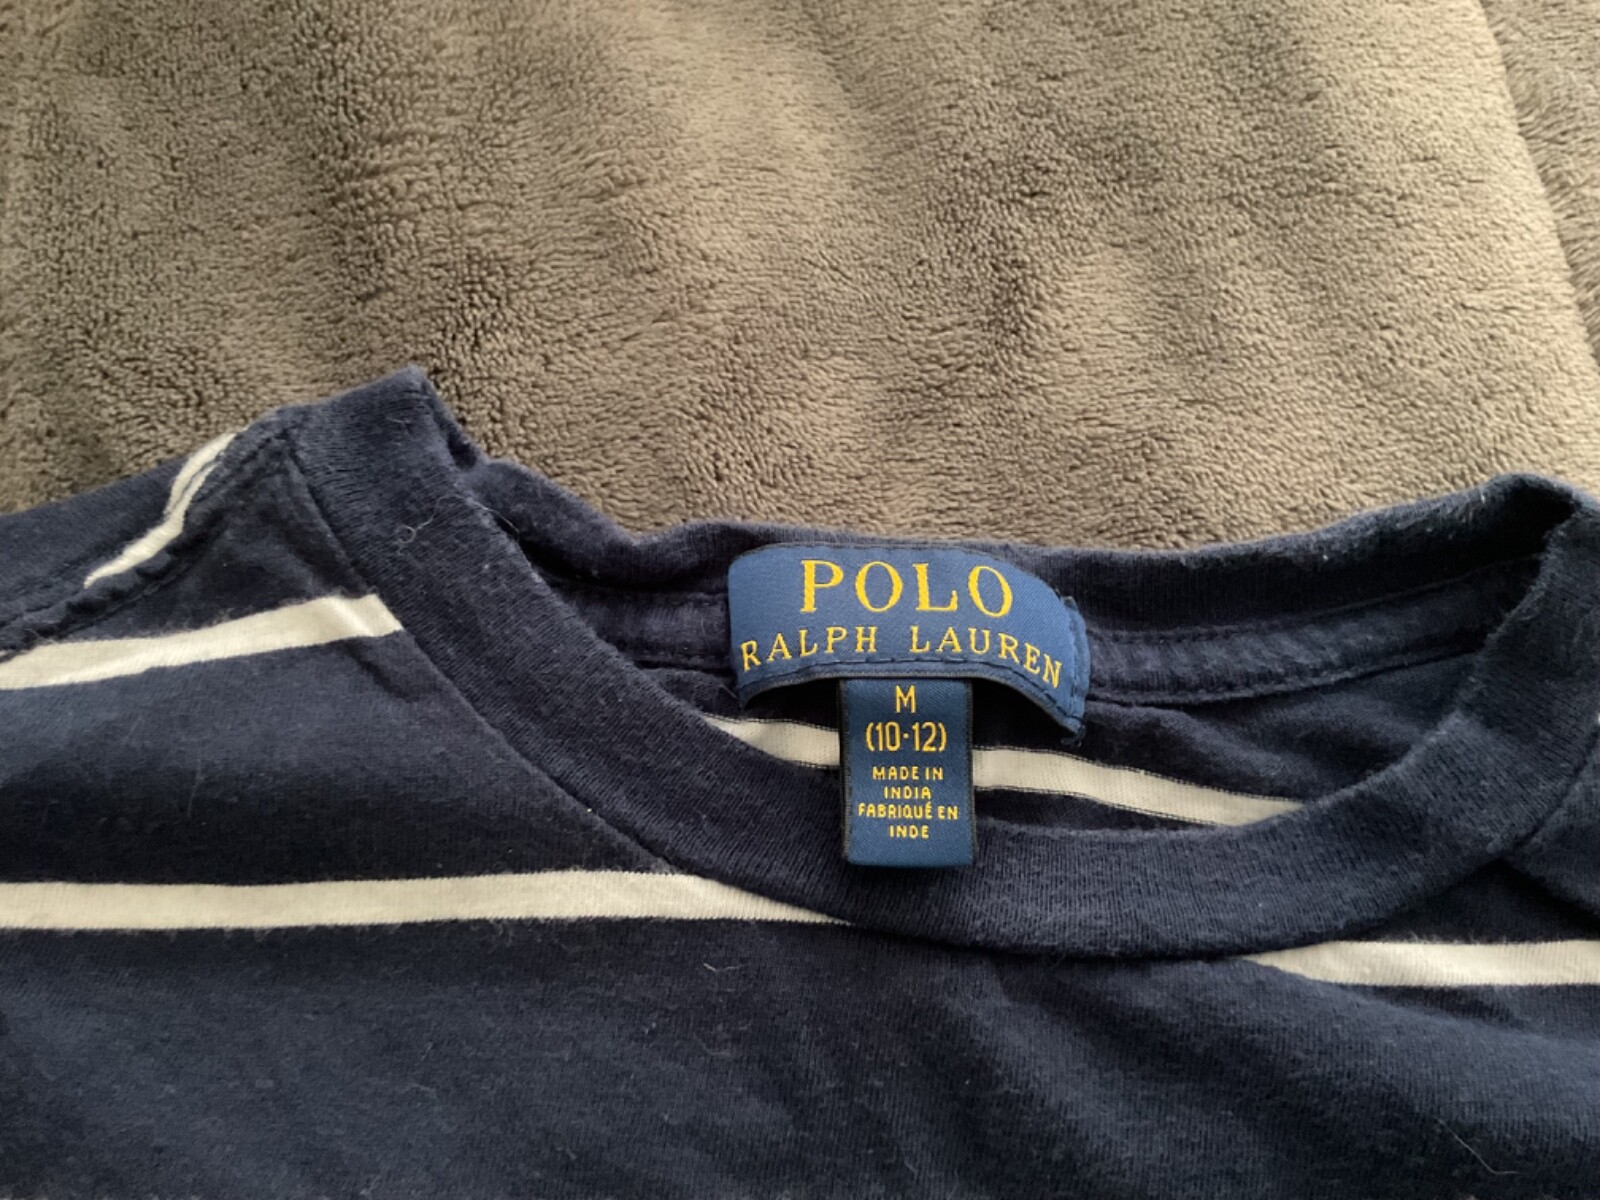 POLO
RALPH LAUREN
M
(10-12)
MADE IN
INDIA
FABRIQUÉ EN
INDE